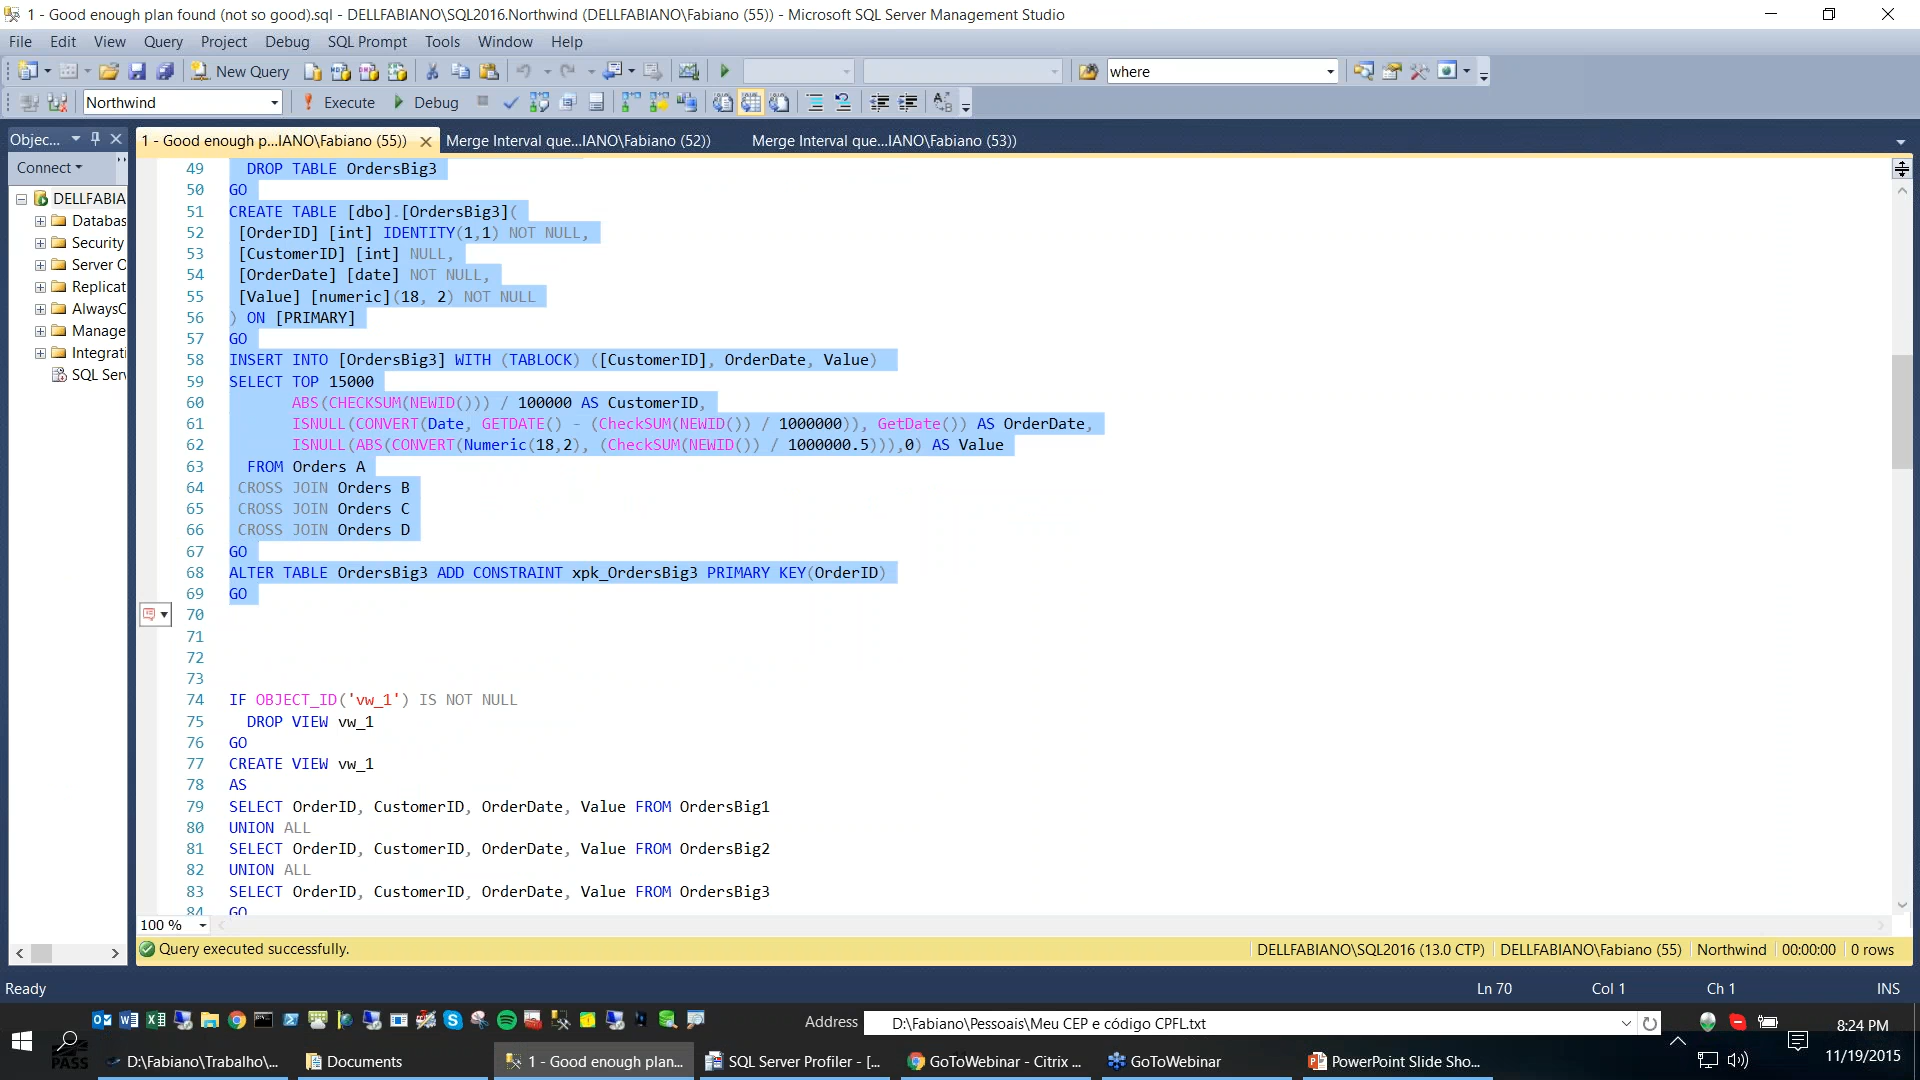 1 - Good enough plan found (not so good).sql - DELLFABIANO\SQL2016.Northwind (DELLFABIANO\Fabiano (55)) - Microsoft SQL Server Management Studio
File Edit View Query Project Debug SQL Prompt Tools Window Help
New Query where
Northwind Execute Debug
Objec... 1 - Good enough p...IANO\Fabiano (55)) Merge Interval que...IANO\Fabiano (52)) Merge Interval que...IANO\Fabiano (53))
Connect
DELLFABIA
Databas
Security
Server O
Replicat
AlwaysO
Manage
Integrati
SQL Serv
49 DROP TABLE OrdersBig3
50 GO
51 CREATE TABLE [dbo].[OrdersBig3](
52 [OrderID] [int] IDENTITY(1,1) NOT NULL,
53 [CustomerID] [int] NULL,
54 [OrderDate] [date] NOT NULL,
55 [Value] [numeric](18, 2) NOT NULL
56 ) ON [PRIMARY]
57 GO
58 INSERT INTO [OrdersBig3] WITH (TABLOCK) ([CustomerID], OrderDate, Value)
59 SELECT TOP 15000
60 ABS(CHECKSUM(NEWID())) / 100000 AS CustomerID,
61 ISNULL(CONVERT(Date, GETDATE() - (CheckSUM(NEWID()) / 1000000)), GetDate()) AS OrderDate,
62 ISNULL(ABS(CONVERT(Numeric(18,2), (CheckSUM(NEWID()) / 1000000.5))),0) AS Value
63 FROM Orders A
64 CROSS JOIN Orders B
65 CROSS JOIN Orders C
66 CROSS JOIN Orders D
67 GO
68 ALTER TABLE OrdersBig3 ADD CONSTRAINT xpk_OrdersBig3 PRIMARY KEY(OrderID)
69 GO
70
71
72
73
74 IF OBJECT_ID('vw_1') IS NOT NULL
75 DROP VIEW vw_1
76 GO
77 CREATE VIEW vw_1
78 AS
79 SELECT OrderID, CustomerID, OrderDate, Value FROM OrdersBig1
80 UNION ALL
81 SELECT OrderID, CustomerID, OrderDate, Value FROM OrdersBig2
82 UNION ALL
83 SELECT OrderID, CustomerID, OrderDate, Value FROM OrdersBig3
84 GO
100 %
Query executed successfully. DELLFABIANO\SQL2016 (13.0 CTP) DELLFABIANO\Fabiano (55) Northwind 00:00:00 0 rows
Ready Ln 70 Col 1 Ch 1 INS
Address D:\Fabiano\Pessoais\Meu CEP e código CPFL.txt
8:24 PM
PASS D:\Fabiano\Trabalho\... Documents 1 - Good enough plan... SQL Server Profiler - [... GoToWebinar - Citrix ... GoToWebinar PowerPoint Slide Sho...
11/19/2015